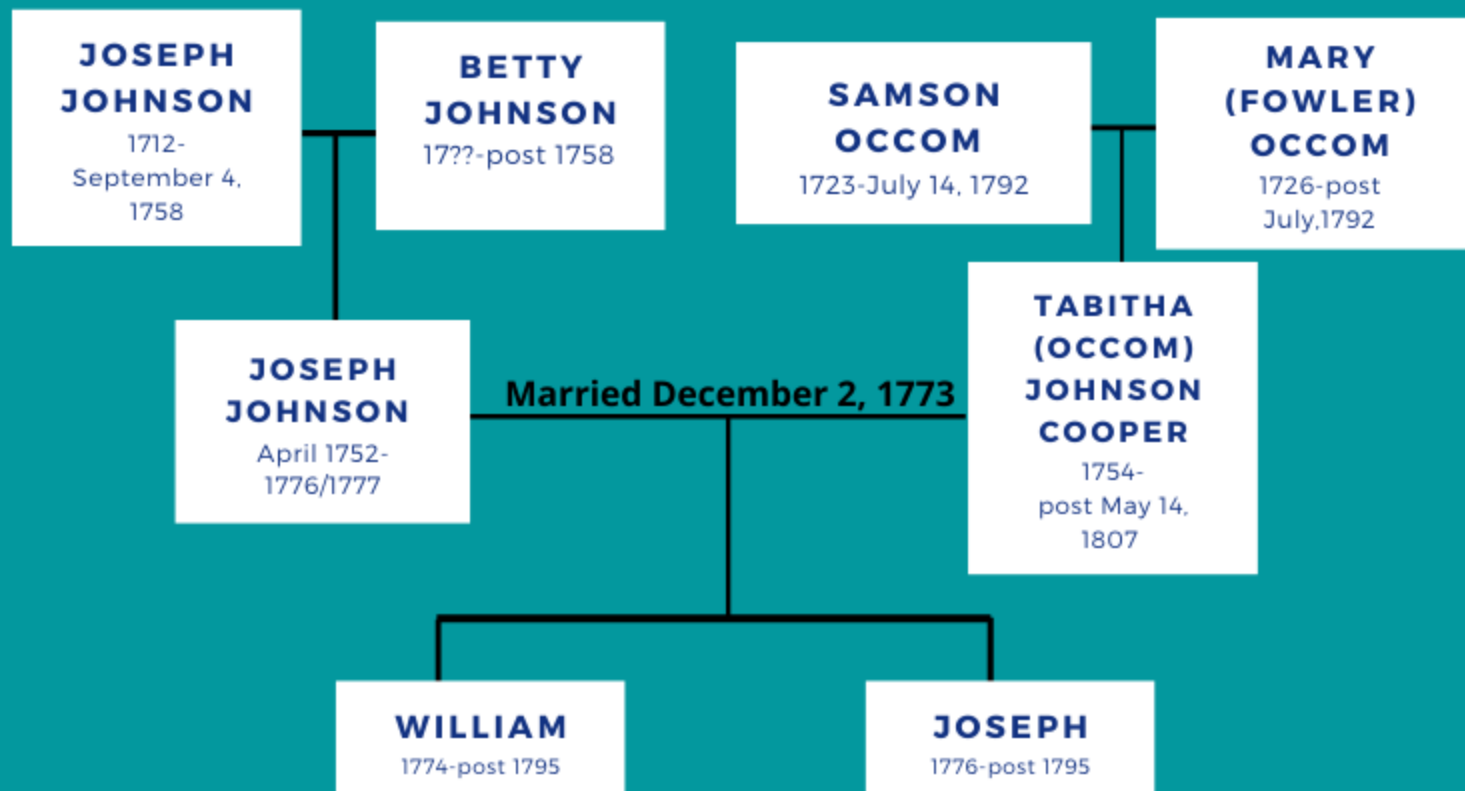 JOSEPH
JOHNSON
1712-
September 4,
1758
BETTY
JOHNSON
17??-post 1758
SAMSON
OCCOM
1723-July 14, 1792
MARY
(FOWLER)
OCCOM
1726-post
July,1792
JOSEPH
JOHNSON
April 1752-
1776/1777
Married December 2, 1773
TABITHA
(OCCOM)
JOHNSON
COOPER
1754-
post May 14,
1807
WILLIAM
1774-post 1795
JOSEPH
1776-post 1795